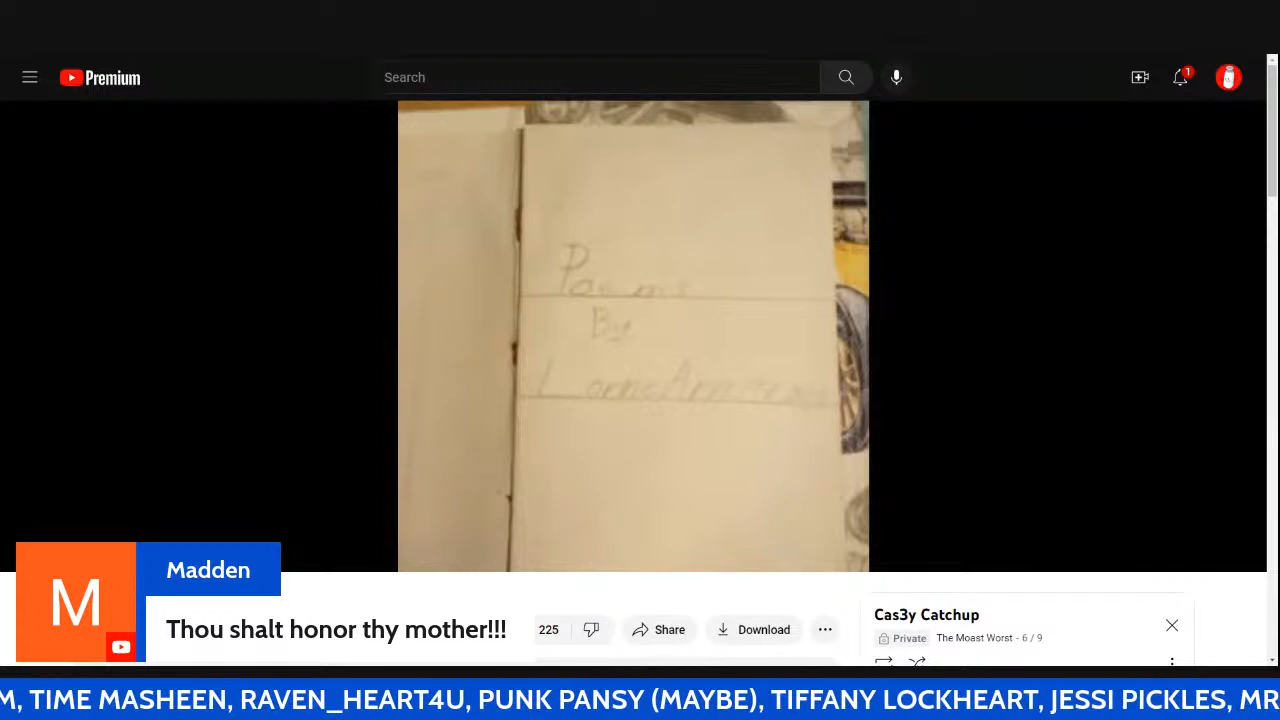 Premium
Search
1
Poems
By
Madden
M
Thou shalt honor thy mother!!!
225
Share
Download
Cas3y Catchup
Private The Moast Worst - 6 / 9
M, TIME MASHEEN, RAVEN_HEART4U, PUNK PANSY (MAYBE), TIFFANY LOCKHEART, JESSI PICKLES, MR